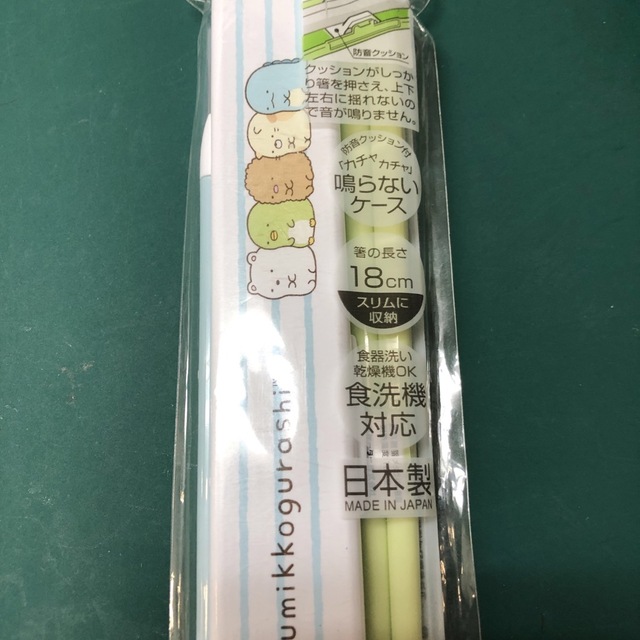 防音クッション
クッションがしっか
り箸を押さえ、上下
左右に揺れないの
で音が鳴りません。
防音クッション付
「カチャカチャ」
鳴らない
ケース
箸の長さ
18cm
スリムに
収納
食器洗い
乾燥機OK
食洗機
対応
日本製
MADE IN JAPAN
umikkogurashi™